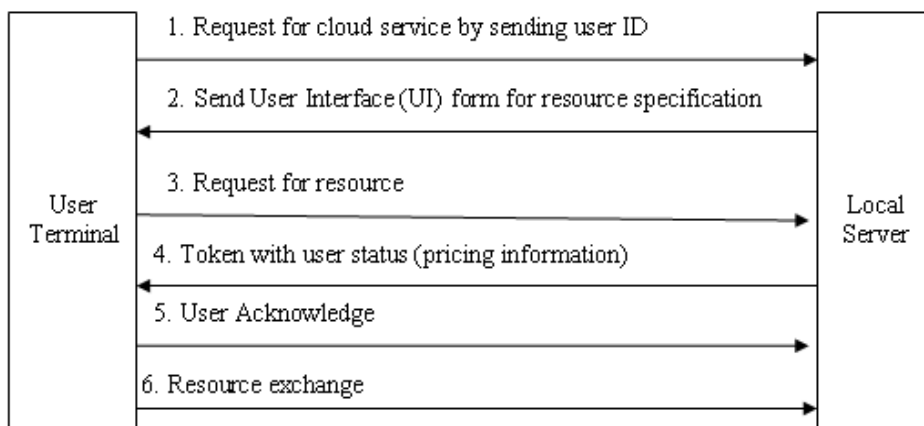 1. Request for cloud service by sending user ID
2. Send User Interface (UI) form for resource specification
3. Request for resource
User
Terminal
Local
Server
4. Token with user status (pricing information)
5. User Acknowledge
6. Resource exchange